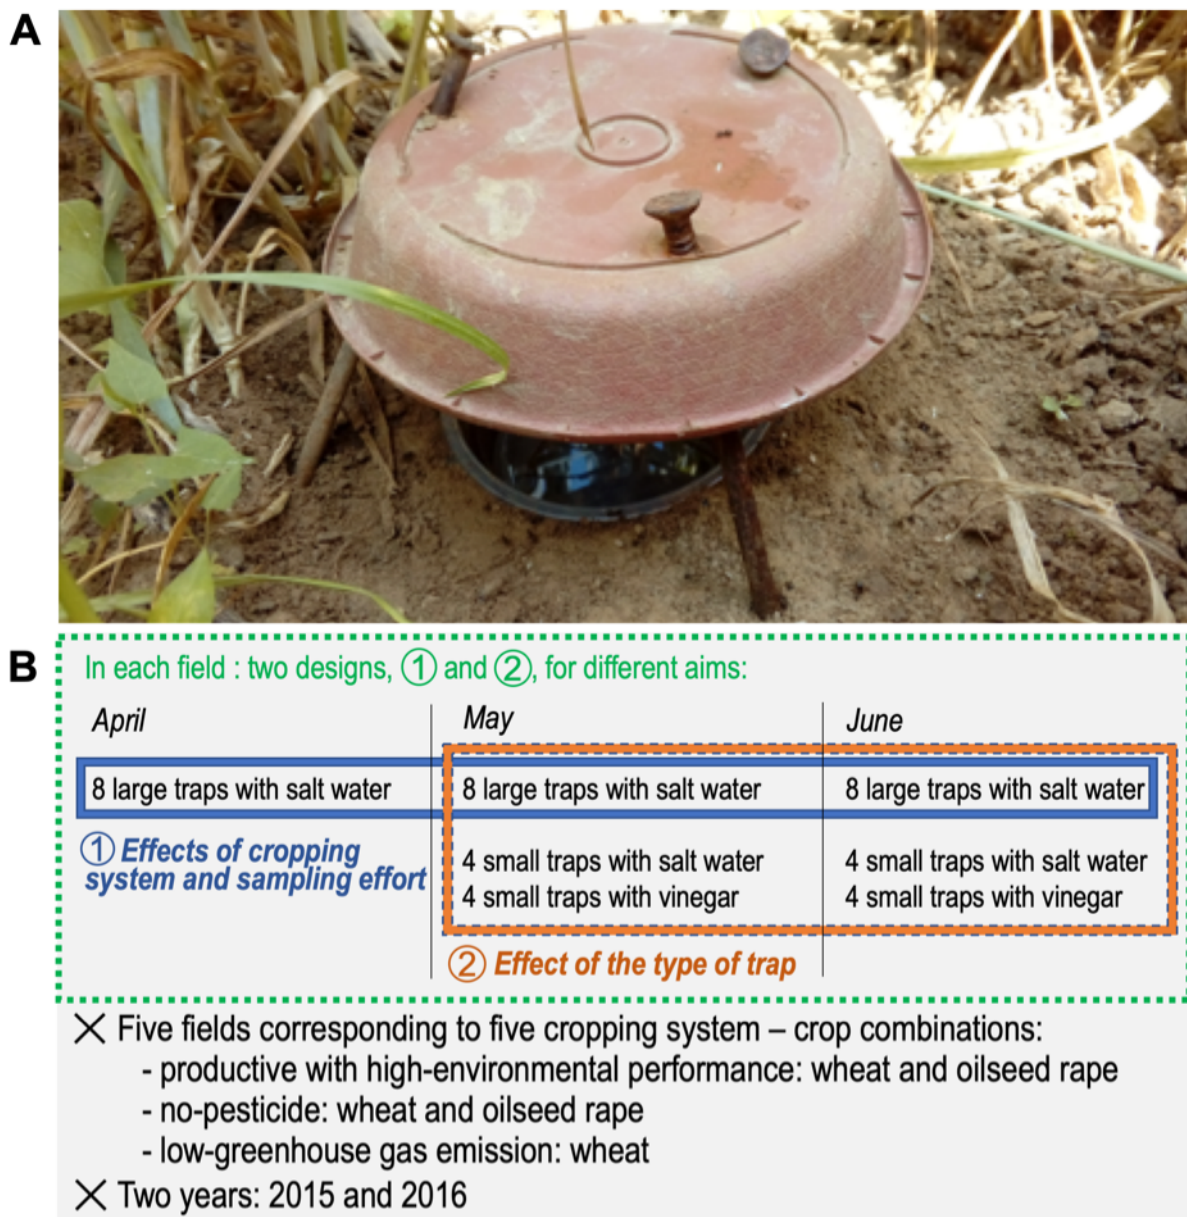 A
B
In each field : two designs, ① and ②, for different aims:
April May June
8 large traps with salt water 8 large traps with salt water 8 large traps with salt water
① Effects of cropping
system and sampling effort
4 small traps with salt water 4 small traps with salt water
4 small traps with vinegar 4 small traps with vinegar
② Effect of the type of trap
× Five fields corresponding to five cropping system – crop combinations:
- productive with high-environmental performance: wheat and oilseed rape
- no-pesticide: wheat and oilseed rape
- low-greenhouse gas emission: wheat
× Two years: 2015 and 2016